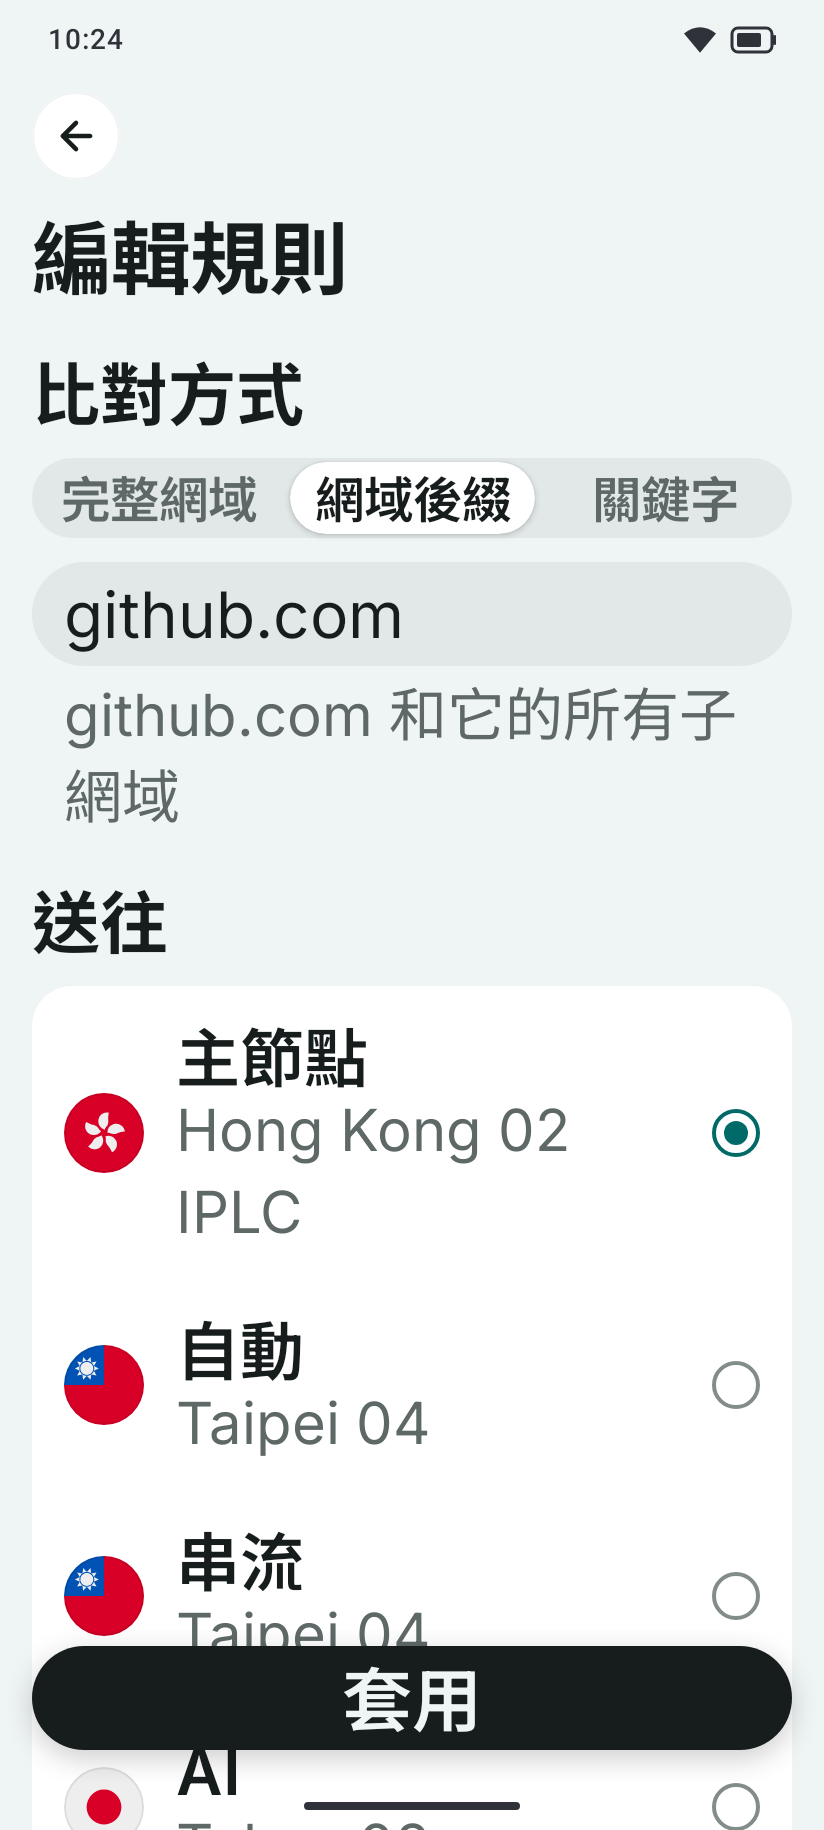 10:24
編輯規則
比對方式
完整網域 網域後綴 關鍵字
github.com
github.com 和它的所有子
網域
送往
主節點
Hong Kong 02
IPLC
自動
Taipei 04
串流
Taipei 04
套用
AI